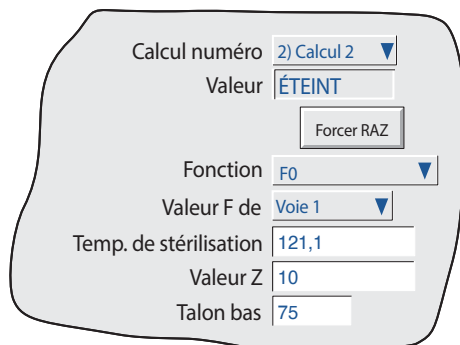 Calcul numéro 2) Calcul 2
Valeur ÉTEINT
Forcer RAZ
Fonction F0
Valeur F de Voie 1
Temp. de stérilisation 121,1
Valeur Z 10
Talon bas 75